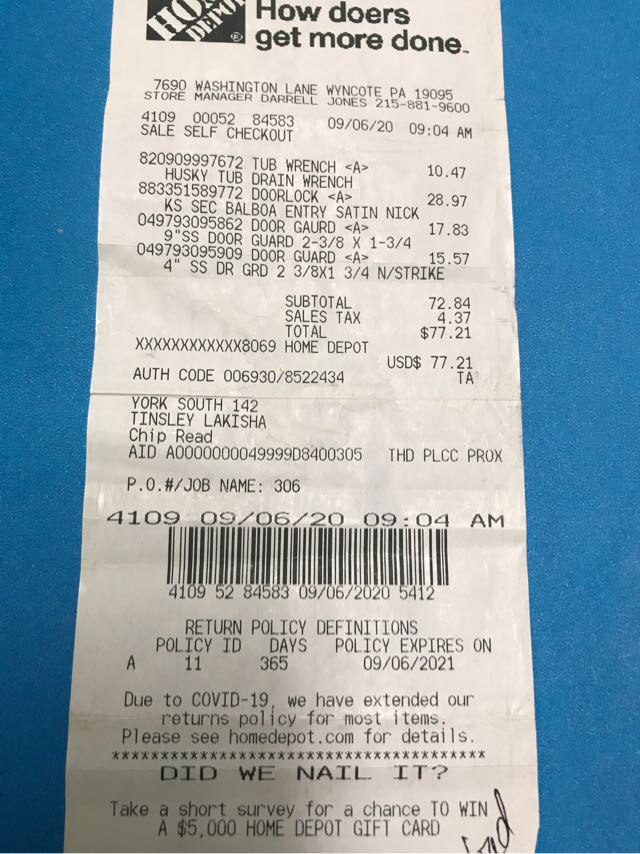 How doers
get more done.
7690 WASHINGTON LANE WYNCOTE PA 19095
STORE MANAGER DARRELL JONES 215-881-9600
4109 00052 84583 09/06/20 09:04 AM
SALE SELF CHECKOUT
820909997672 TUB WRENCH <A> 10.47
HUSKY TUB DRAIN WRENCH
883351589772 DOORLOCK <A> 28.97
KS SEC BALBOA ENTRY SATIN NICK
049793095862 DOOR GAURD <A> 17.83
9"SS DOOR GUARD 2-3/8 X 1-3/4
049793095909 DOOR GUARD <A> 15.57
4" SS DR GRD 2 3/8X1 3/4 N/STRIKE
SUBTOTAL 72.84
SALES TAX 4.37
TOTAL $77.21
XXXXXXXXXXXX8069 HOME DEPOT
USD$ 77.21
AUTH CODE 006930/8522434 TA
YORK SOUTH 142
TINSLEY LAKISHA
Chip Read
AID A0000000049999D8400305 THD PLCC PROX
P.O.#/JOB NAME: 306
4109 09/06/20 09:04 AM
4109 52 84583 09/06/2020 5412
RETURN POLICY DEFINITIONS
POLICY ID DAYS POLICY EXPIRES ON
A 11 365 09/06/2021
Due to COVID-19, we have extended our
returns policy for most items.
Please see homedepot.com for details.
***************************************
DID WE NAIL IT?
Take a short survey for a chance TO WIN
A $5,000 HOME DEPOT GIFT CARD